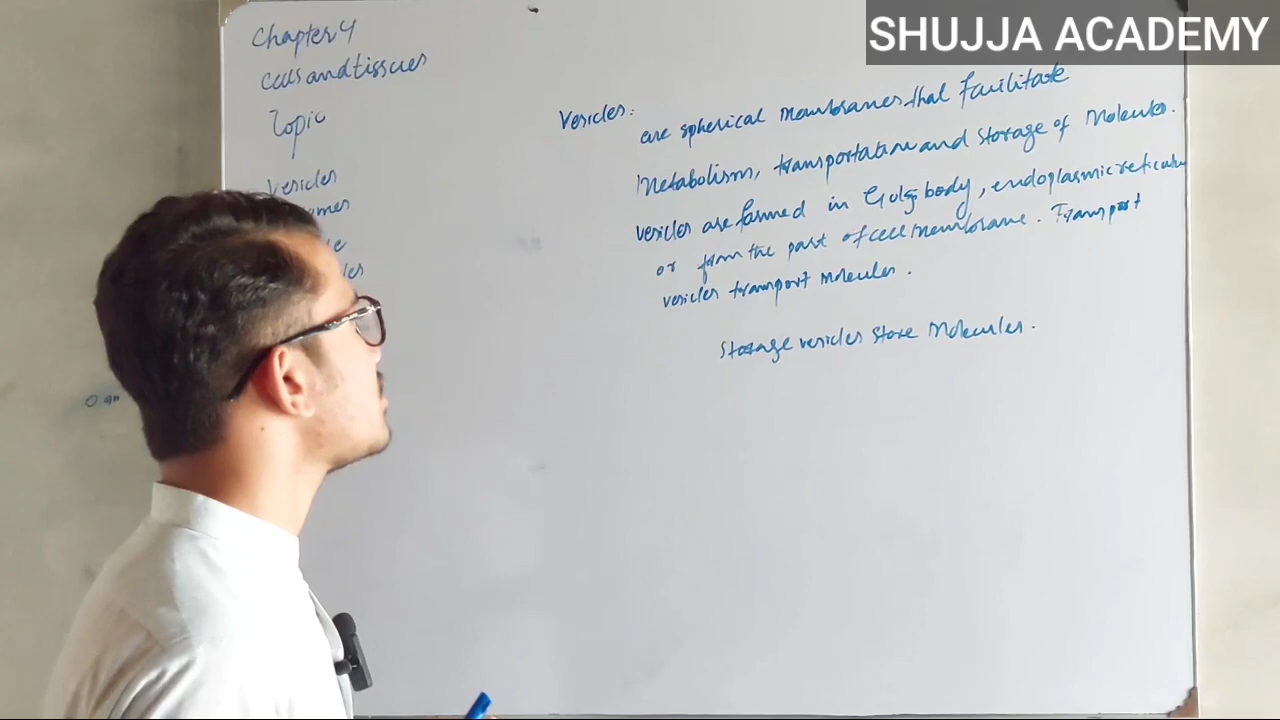 SHUJJA ACADEMY
Chapter 4
cells and tissues
Topic
vesicles
Vesicles:
are spherical membranes that facilitate
Metabolism, transportation and storage of Molecules.
vesicles are formed in Golgi body, endoplasmic reticulu
or from the part of cell membrane. Transport
vesicles transport molecules.
Storage vesicles store Molecules.